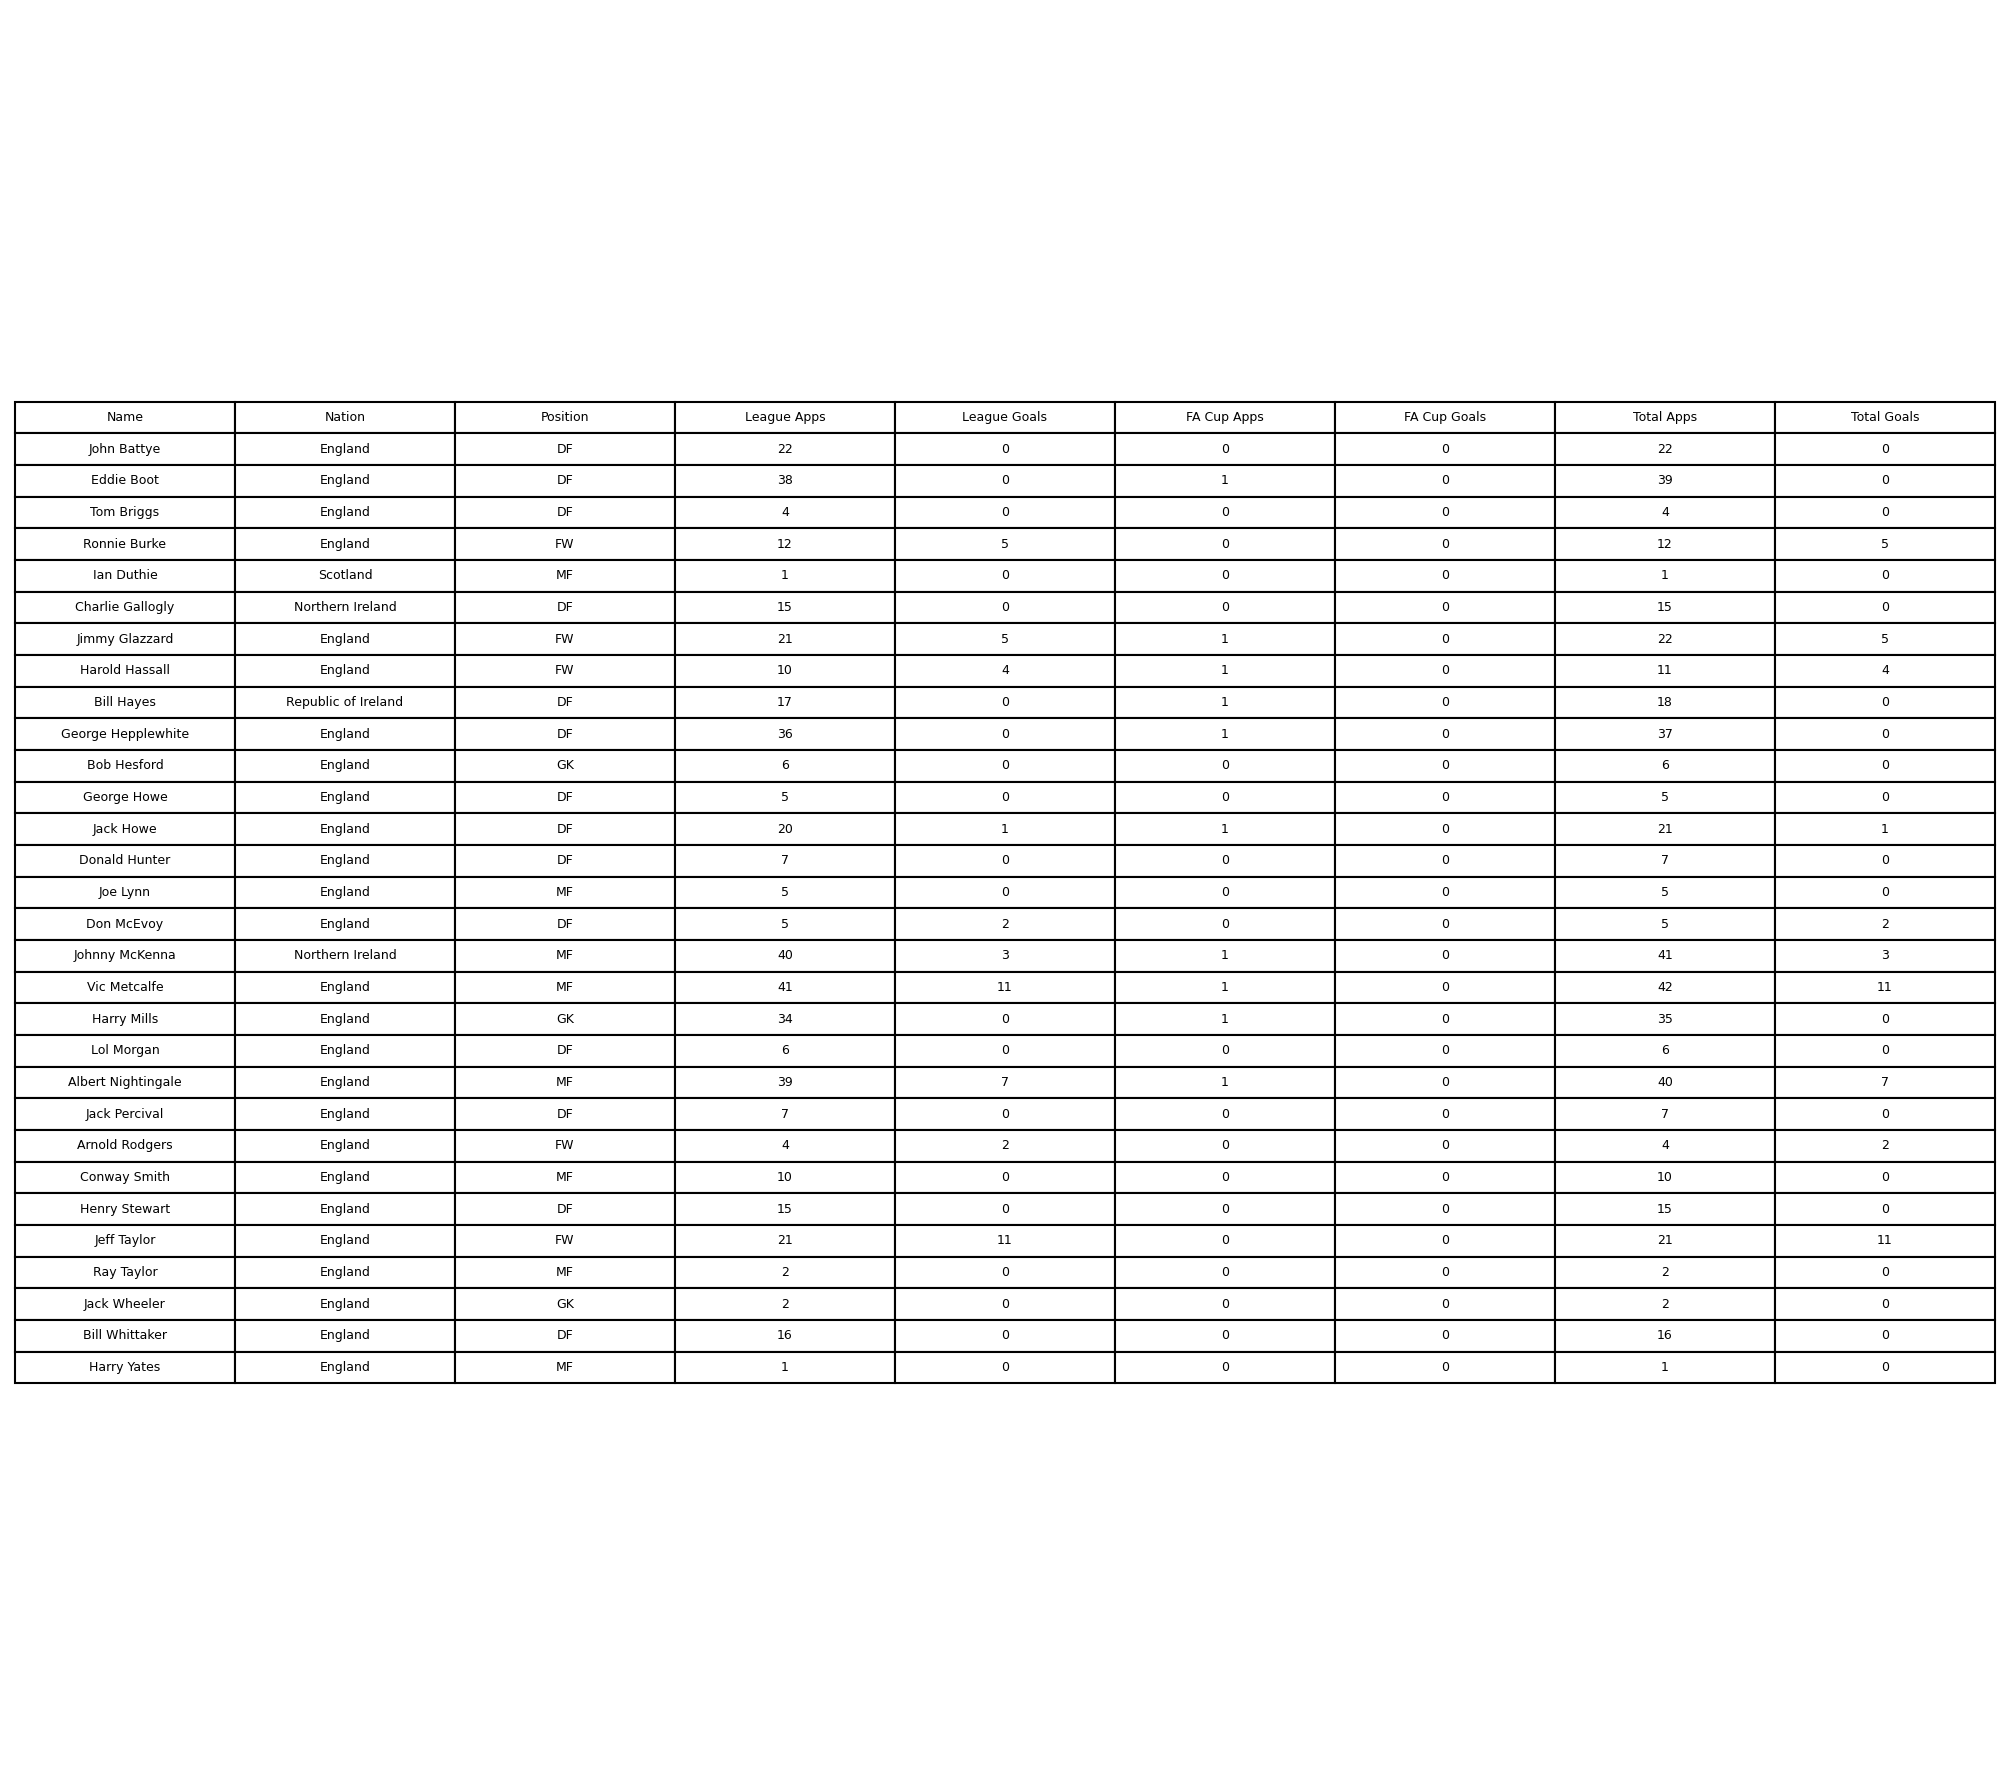 Name Nation Position League Apps League Goals FA Cup Apps FA Cup Goals Total Apps Total Goals
John Battye England DF 22 0 0 0 22 0
Eddie Boot England DF 38 0 1 0 39 0
Tom Briggs England DF 4 0 0 0 4 0
Ronnie Burke England FW 12 5 0 0 12 5
Ian Duthie Scotland MF 1 0 0 0 1 0
Charlie Gallogly Northern Ireland DF 15 0 0 0 15 0
Jimmy Glazzard England FW 21 5 1 0 22 5
Harold Hassall England FW 10 4 1 0 11 4
Bill Hayes Republic of Ireland DF 17 0 1 0 18 0
George Hepplewhite England DF 36 0 1 0 37 0
Bob Hesford England GK 6 0 0 0 6 0
George Howe England DF 5 0 0 0 5 0
Jack Howe England DF 20 1 1 0 21 1
Donald Hunter England DF 7 0 0 0 7 0
Joe Lynn England MF 5 0 0 0 5 0
Don McEvoy England DF 5 2 0 0 5 2
Johnny McKenna Northern Ireland MF 40 3 1 0 41 3
Vic Metcalfe England MF 41 11 1 0 42 11
Harry Mills England GK 34 0 1 0 35 0
Lol Morgan England DF 6 0 0 0 6 0
Albert Nightingale England MF 39 7 1 0 40 7
Jack Percival England DF 7 0 0 0 7 0
Arnold Rodgers England FW 4 2 0 0 4 2
Conway Smith England MF 10 0 0 0 10 0
Henry Stewart England DF 15 0 0 0 15 0
Jeff Taylor England FW 21 11 0 0 21 11
Ray Taylor England MF 2 0 0 0 2 0
Jack Wheeler England GK 2 0 0 0 2 0
Bill Whittaker England DF 16 0 0 0 16 0
Harry Yates England MF 1 0 0 0 1 0